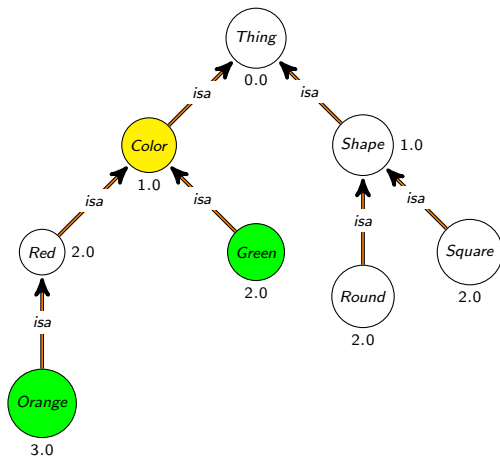 Thing
0.0
isa
isa
Color
1.0
Shape
1.0
isa
isa
isa
isa
Red
2.0
Green
2.0
Round
2.0
Square
2.0
isa
Orange
3.0